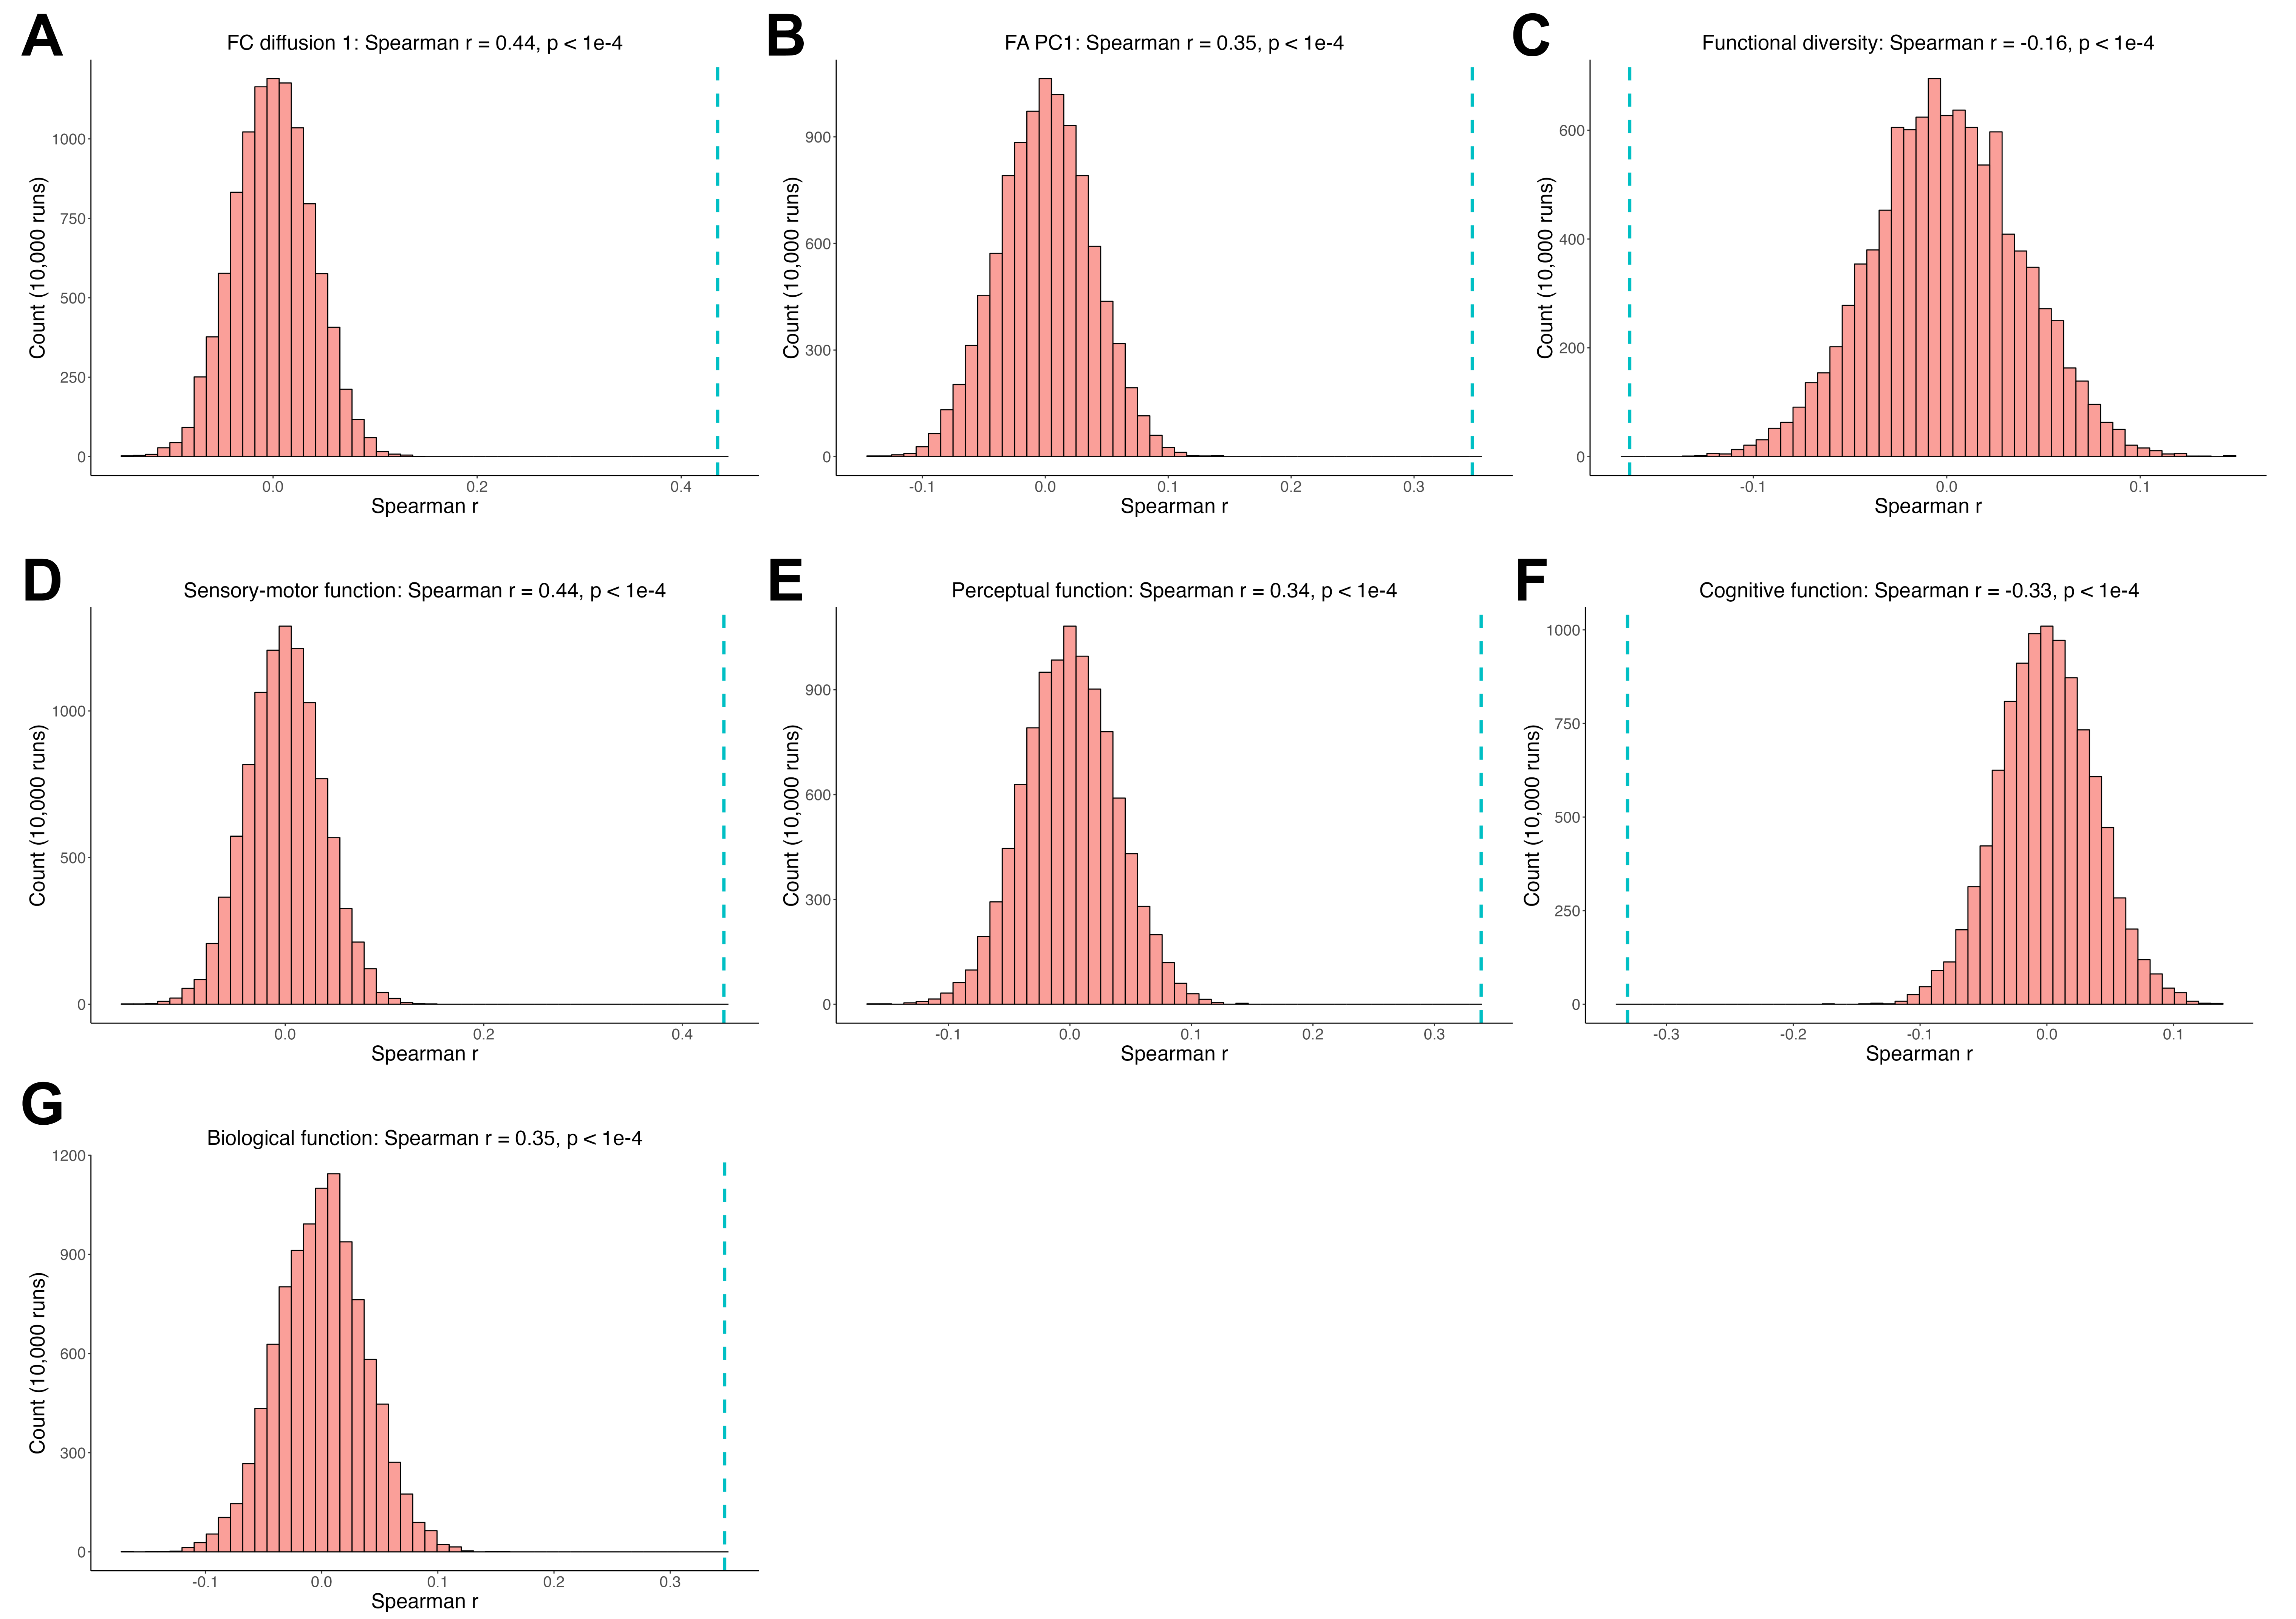 A
FC diffusion 1: Spearman r = 0.44, p < 1e-4
Count (10,000 runs)
1000
750
500
250
0
0.0 0.2 0.4
Spearman r
B
FA PC1: Spearman r = 0.35, p < 1e-4
Count (10,000 runs)
900
600
300
0
-0.1 0.0 0.1 0.2 0.3
Spearman r
C
Functional diversity: Spearman r = -0.16, p < 1e-4
Count (10,000 runs)
600
400
200
0
-0.1 0.0 0.1
Spearman r
D
Sensory-motor function: Spearman r = 0.44, p < 1e-4
Count (10,000 runs)
1000
500
0
0.0 0.2 0.4
Spearman r
E
Perceptual function: Spearman r = 0.34, p < 1e-4
Count (10,000 runs)
900
600
300
0
-0.1 0.0 0.1 0.2 0.3
Spearman r
F
Cognitive function: Spearman r = -0.33, p < 1e-4
Count (10,000 runs)
1000
750
500
250
0
-0.3 -0.2 -0.1 0.0 0.1
Spearman r
G
Biological function: Spearman r = 0.35, p < 1e-4
Count (10,000 runs)
1200
900
600
300
0
-0.1 0.0 0.1 0.2 0.3
Spearman r